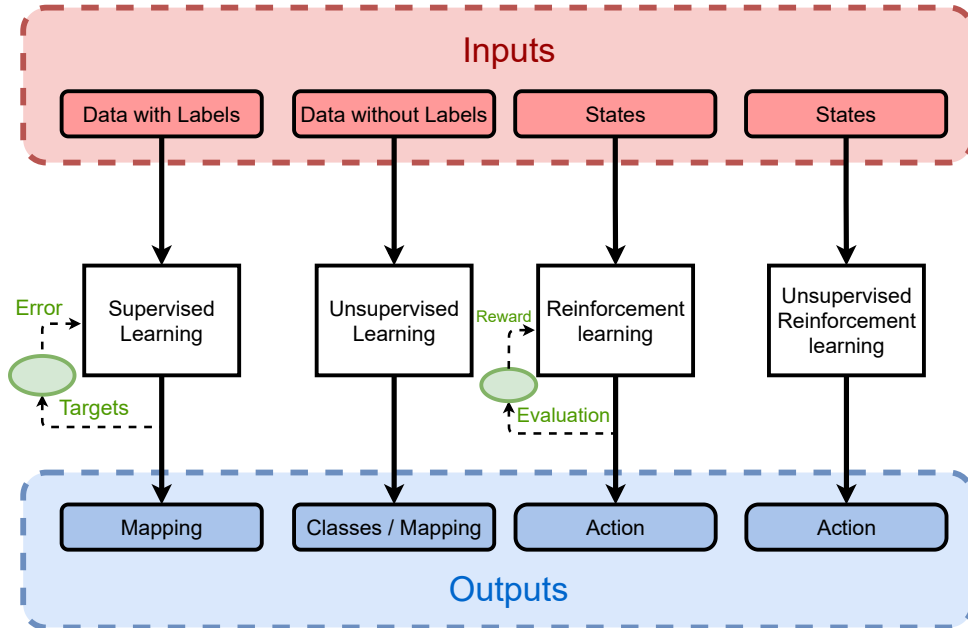 Inputs
Data with Labels
Data without Labels
States
States
Supervised
Learning
Unsupervised
Learning
Reinforcement
learning
Unsupervised
Reinforcement
learning
Error
Targets
Reward
Evaluation
Mapping
Classes / Mapping
Action
Action
Outputs